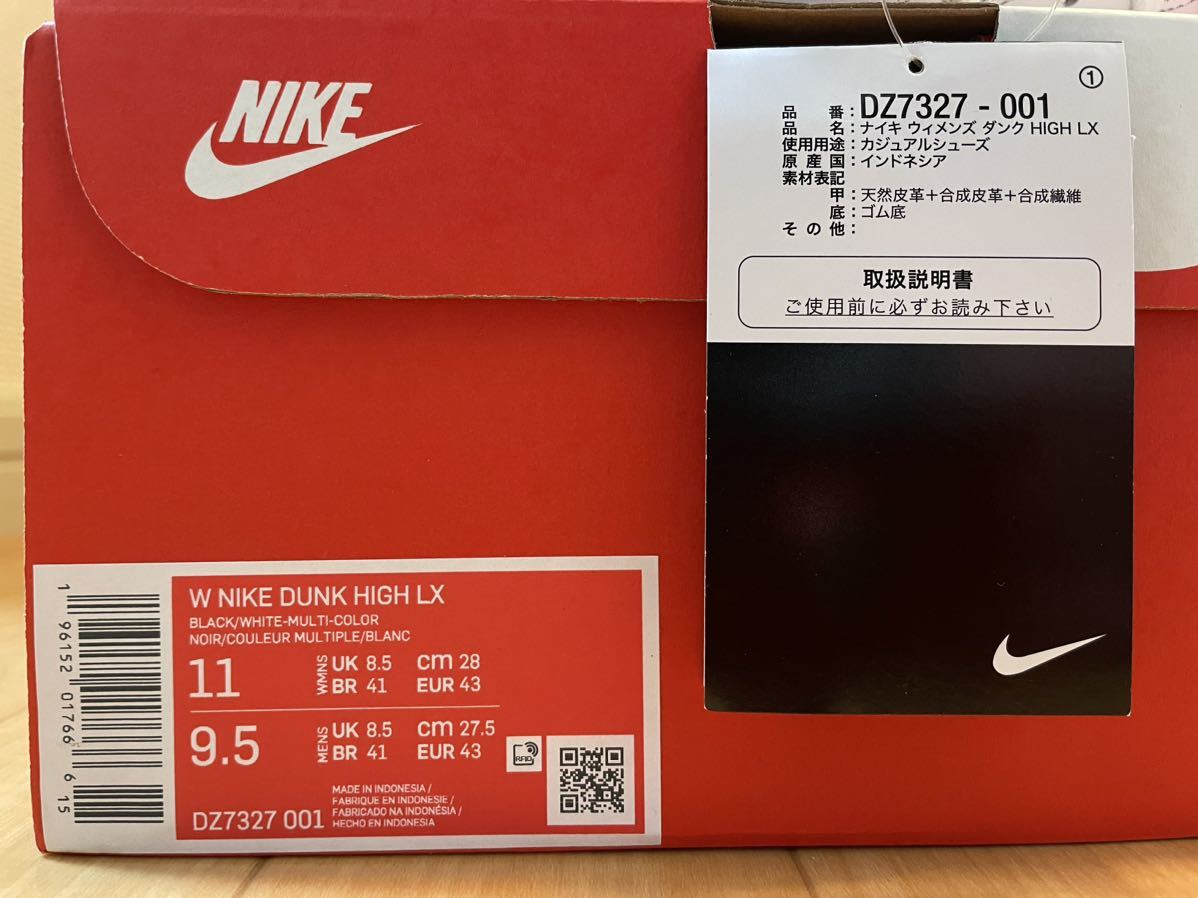 NIKE
①
品番：DZ7327 - 001
品名：ナイキ ウィメンズ ダンク HIGH LX
使用用途：カジュアルシューズ
原産国：インドネシア
素材表記
甲：天然皮革＋合成皮革＋合成繊維
底：ゴム底
その他：
取扱説明書
ご使用前に必ずお読み下さい
1 96152 01766 6 15
W NIKE DUNK HIGH LX
BLACK/WHITE-MULTI-COLOR
NOIR/COULEUR MULTIPLE/BLANC
11 WMNS UK 8.5 cm 28
BR 41 EUR 43
9.5 MENS UK 8.5 cm 27.5
BR 41 EUR 43
RFID
DZ7327 001
MADE IN INDONESIA /
FABRIQUE EN INDONESIE /
FABRICADO NA INDONÉSIA /
HECHO EN INDONESIA